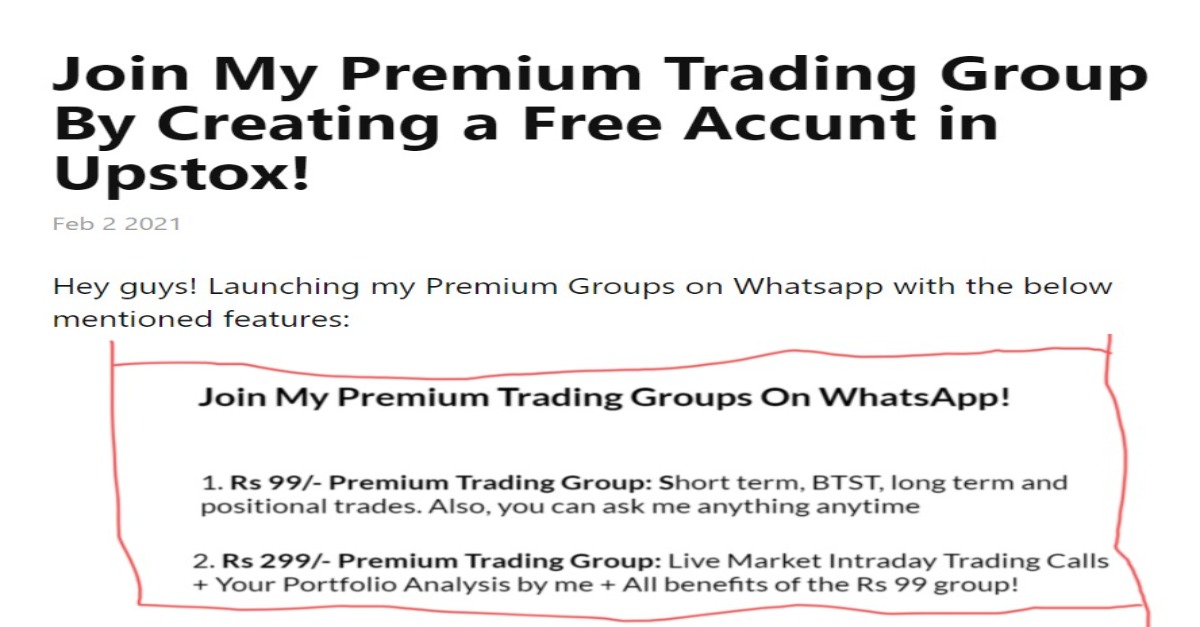 Join My Premium Trading Group
By Creating a Free Accunt in
Upstox!
Feb 2 2021
Hey guys! Launching my Premium Groups on Whatsapp with the below
mentioned features:
Join My Premium Trading Groups On WhatsApp!
1. Rs 99/- Premium Trading Group: Short term, BTST, long term and
positional trades. Also, you can ask me anything anytime
2. Rs 299/- Premium Trading Group: Live Market Intraday Trading Calls
+ Your Portfolio Analysis by me + All benefits of the Rs 99 group!